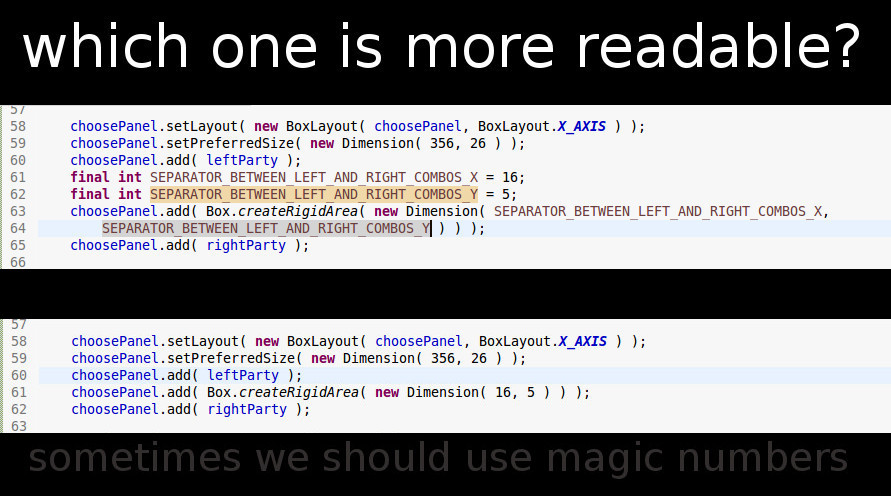 which one is more readable?
57
58 choosePanel.setLayout( new BoxLayout( choosePanel, BoxLayout.X_AXIS ) );
59 choosePanel.setPreferredSize( new Dimension( 356, 26 ) );
60 choosePanel.add( leftParty );
61 final int SEPARATOR_BETWEEN_LEFT_AND_RIGHT_COMBOS_X = 16;
62 final int SEPARATOR_BETWEEN_LEFT_AND_RIGHT_COMBOS_Y = 5;
63 choosePanel.add( Box.createRigidArea( new Dimension( SEPARATOR_BETWEEN_LEFT_AND_RIGHT_COMBOS_X,
64 SEPARATOR_BETWEEN_LEFT_AND_RIGHT_COMBOS_Y ) ) );
65 choosePanel.add( rightParty );
66
57
58 choosePanel.setLayout( new BoxLayout( choosePanel, BoxLayout.X_AXIS ) );
59 choosePanel.setPreferredSize( new Dimension( 356, 26 ) );
60 choosePanel.add( leftParty );
61 choosePanel.add( Box.createRigidArea( new Dimension( 16, 5 ) ) );
62 choosePanel.add( rightParty );
63
sometimes we should use magic numbers